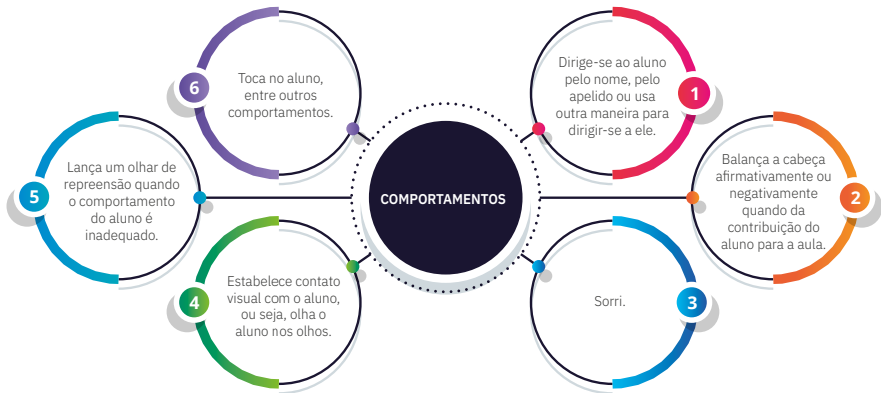 COMPORTAMENTOS
1
Dirige-se ao aluno
pelo nome, pelo
apelido ou usa
outra maneira para
dirigir-se a ele.
2
Balança a cabeça
afirmativamente ou
negativamente
quando da
contribuição do
aluno para a aula.
3
Sorri.
4
Estabelece contato
visual com o aluno,
ou seja, olha o
aluno nos olhos.
5
Lança um olhar de
repreensão quando
o comportamento
do aluno é
inadequado.
6
Toca no aluno,
entre outros
comportamentos.